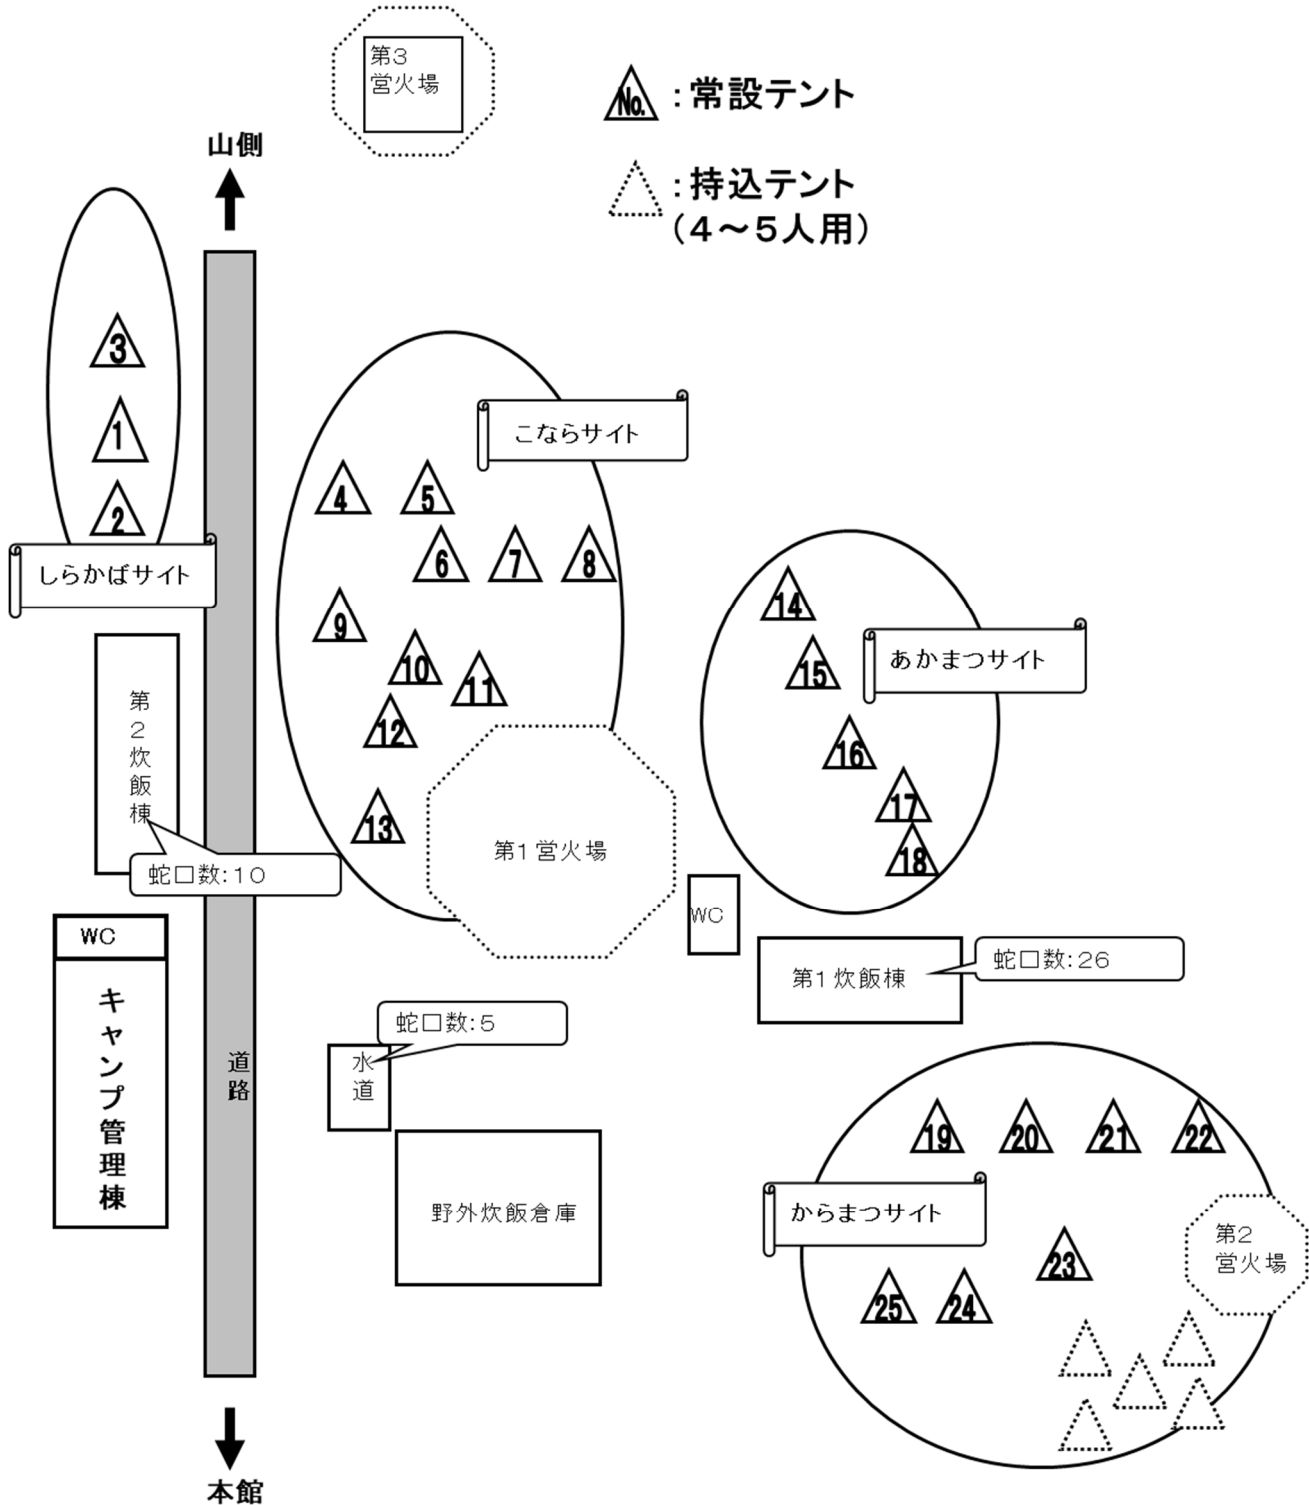 第3
営火場
No.
：常設テント
：持込テント
（4～5人用）
山側
3
1
2
しらかばサイト
こならサイト
4
5
6
7
8
9
10
11
12
13
第1営火場
14
15
16
17
18
あかまつサイト
第2炊飯棟
蛇口数:10
WC
キャンプ管理棟
道路
WC
第1炊飯棟
蛇口数:26
蛇口数:5
水道
野外炊飯倉庫
19
20
21
22
からまつサイト
23
第2
営火場
25
24
本館